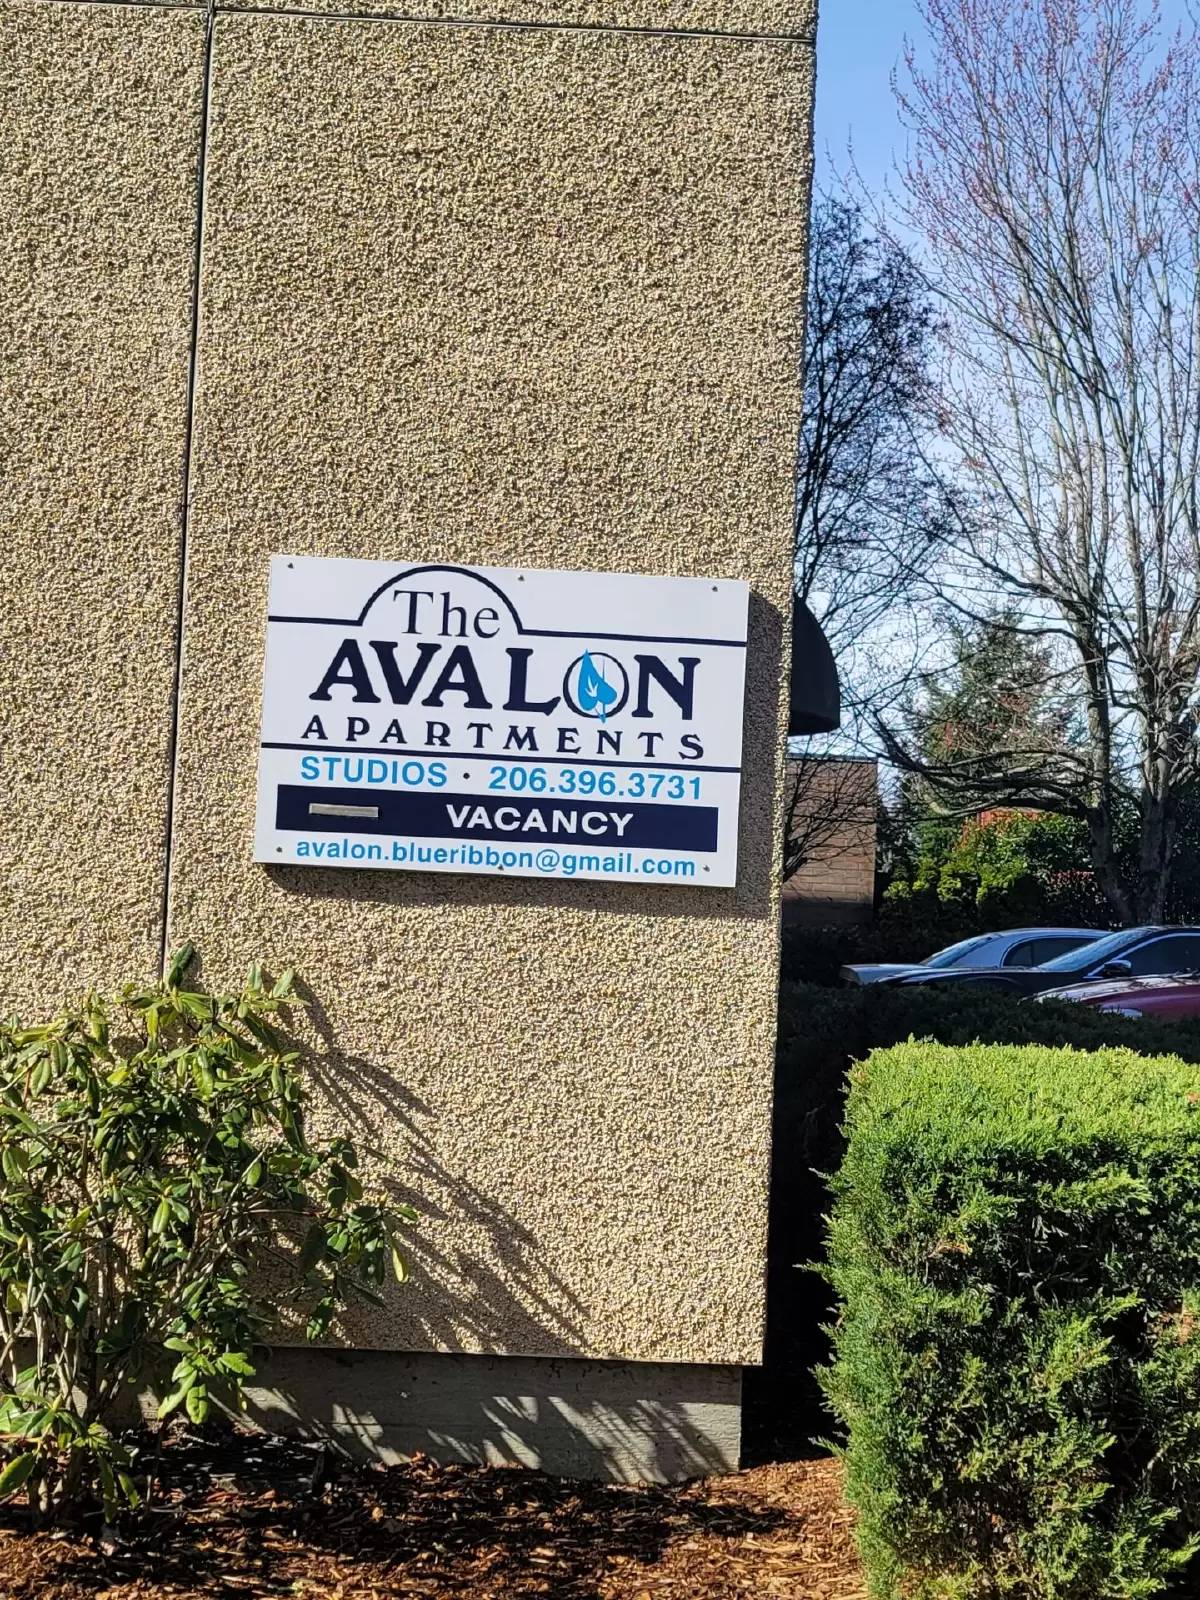 The
AVALON
APARTMENTS
STUDIOS · 206.396.3731
VACANCY
avalon.blueribbon@gmail.com